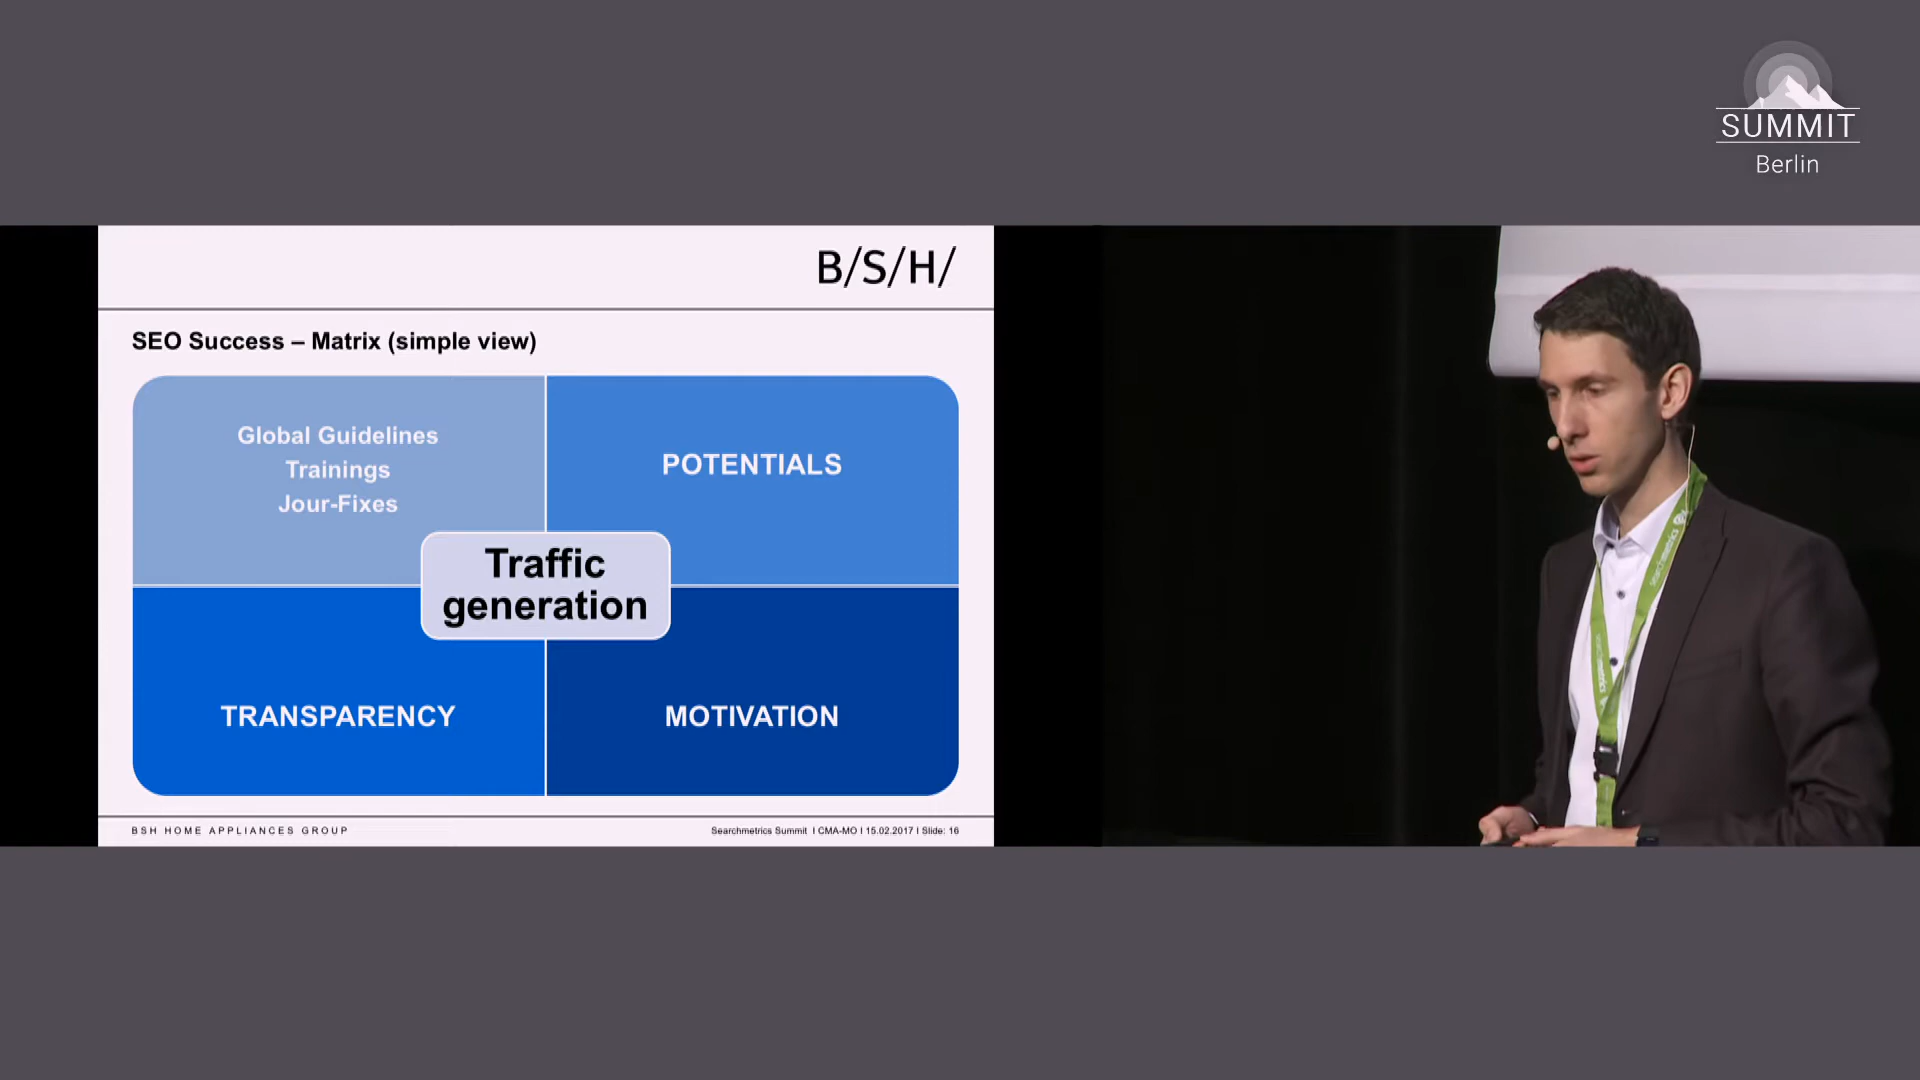 SUMMIT
Berlin
B/S/H/
SEO Success – Matrix (simple view)
Global Guidelines
Trainings
Jour-Fixes
POTENTIALS
Traffic
generation
TRANSPARENCY
MOTIVATION
BSH HOME APPLIANCES GROUP
Searchmetrics Summit I CMA-MO I 15.02.2017 I Slide: 16
searchmetrics